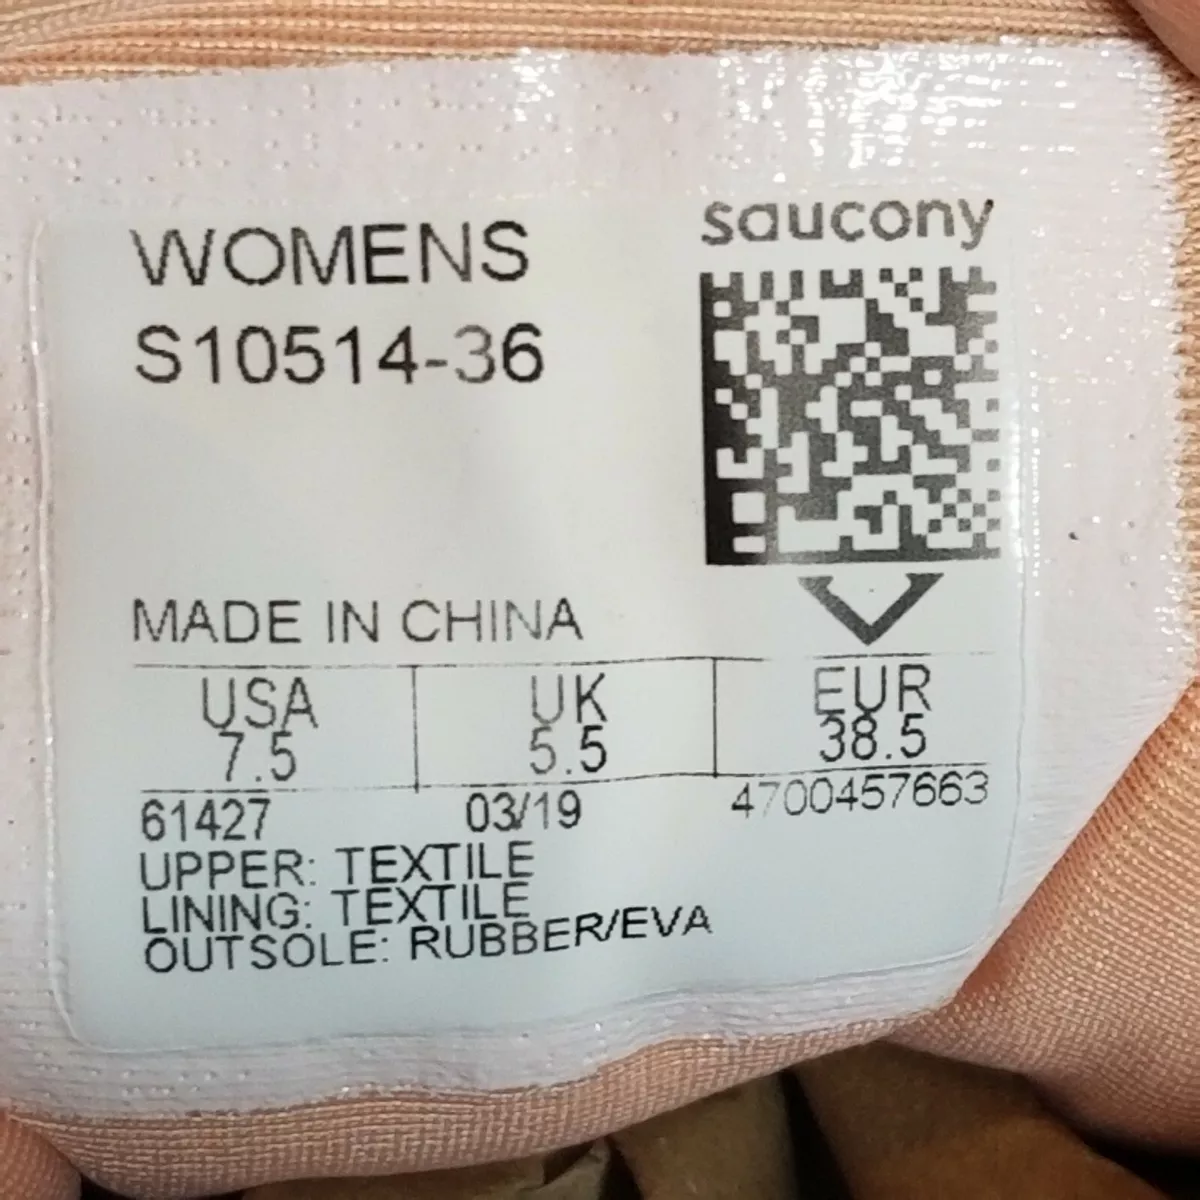 WOMENS
saucony
S10514-36
MADE IN CHINA
USA UK EUR
7.5 5.5 38.5
61427 03/19 4700457663
UPPER: TEXTILE
LINING: TEXTILE
OUTSOLE: RUBBER/EVA